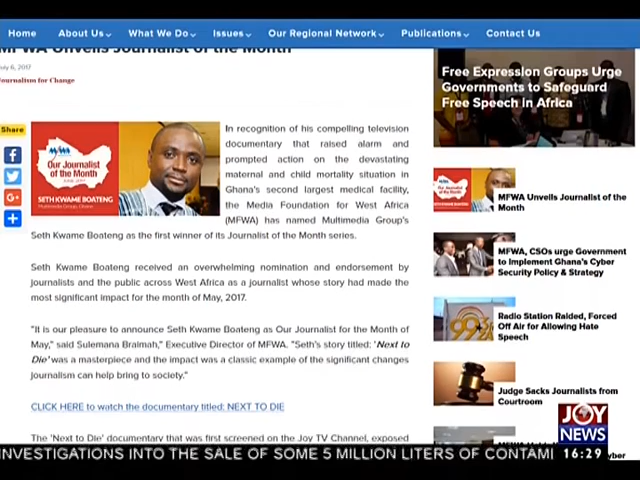 Home
About Us
What We Do
Issues
Our Regional Network
Publications
Contact Us
MFWA Unveils Journalist of the Month
July 6, 2017
Journalism for Change
Share
Our Journalist
of the Month
SETH KWAME BOATENG
Multimedia Group, Ghana
In recognition of his compelling television
documentary that raised alarm and
prompted action on the devastating
maternal and child mortality situation in
Ghana's second largest medical facility,
the Media Foundation for West Africa
(MFWA) has named Multimedia Group's
Seth Kwame Boateng as the first winner of its Journalist of the Month series.
Seth Kwame Boateng received an overwhelming nomination and endorsement by
journalists and the public across West Africa as a journalist whose story had made the
most significant impact for the month of May, 2017.
"It is our pleasure to announce Seth Kwame Boateng as Our Journalist for the Month of
May," said Sulemana Braimah," Executive Director of MFWA. "Seth's story titled: 'Next to
Die' was a masterpiece and the impact was a classic example of the significant changes
journalism can help bring to society."
CLICK HERE to watch the documentary titled: NEXT TO DIE
The 'Next to Die' documentary that was first screened on the Joy TV Channel, exposed
Free Expression Groups Urge
Governments to Safeguard
Free Speech in Africa
MFWA Unveils Journalist of the
Month
MFWA, CSOs urge Government
to Implement Ghana's Cyber
Security Policy & Strategy
Radio Station Raided, Forced
Off Air for Allowing Hate
Speech
Judge Sacks Journalists from
Courtroom
JOY
NEWS
INVESTIGATIONS INTO THE SALE OF SOME 5 MILLION LITERS OF CONTAMI
16:29